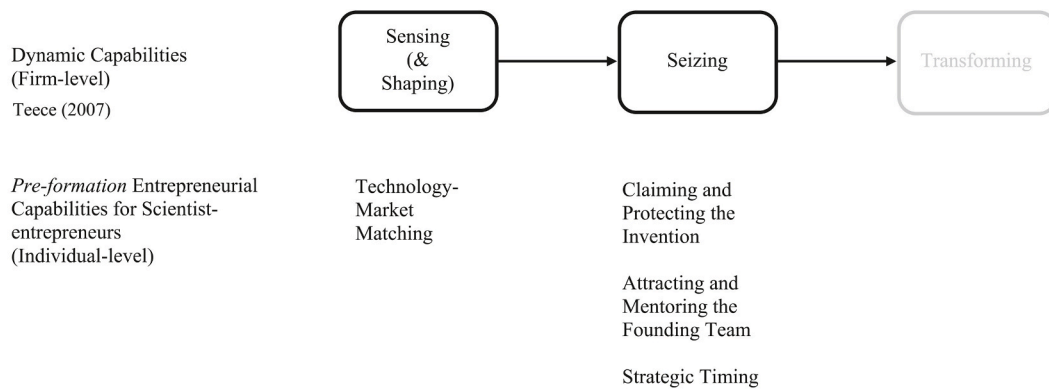 Dynamic Capabilities
(Firm-level)
Teece (2007)
Sensing
(&
Shaping)
Seizing
Transforming
Pre-formation Entrepreneurial
Capabilities for Scientist-
entrepreneurs
(Individual-level)
Technology-
Market
Matching
Claiming and
Protecting the
Invention
Attracting and
Mentoring the
Founding Team
Strategic Timing